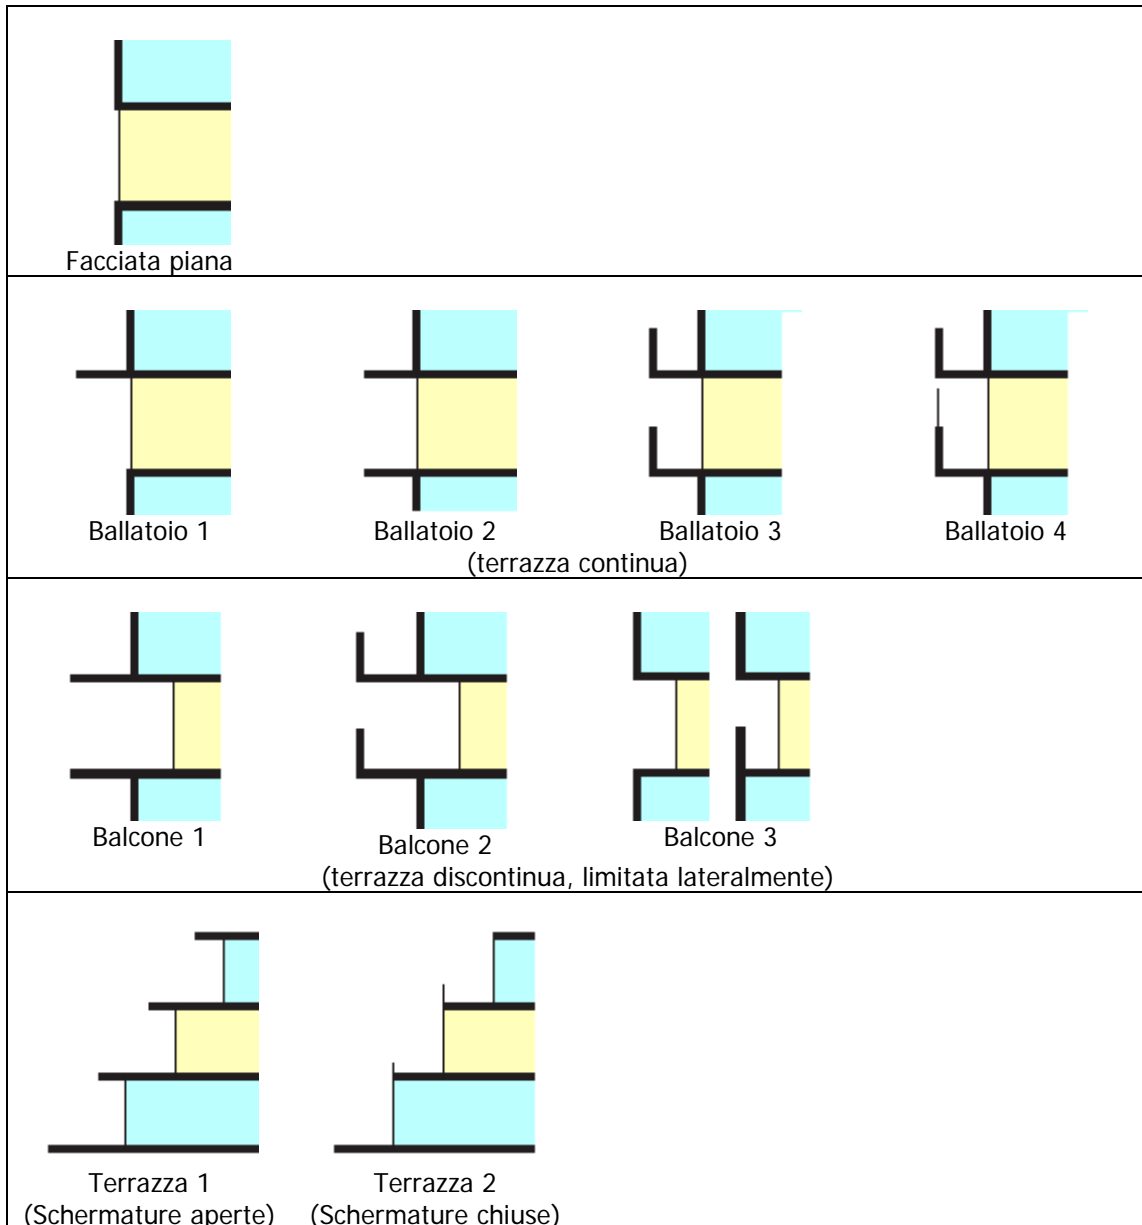 Facciata piana
Ballatoio 1 Ballatoio 2 Ballatoio 3 Ballatoio 4
(terrazza continua)
Balcone 1 Balcone 2 Balcone 3
(terrazza discontinua, limitata lateralmente)
Terrazza 1 Terrazza 2
(Schermature aperte) (Schermature chiuse)